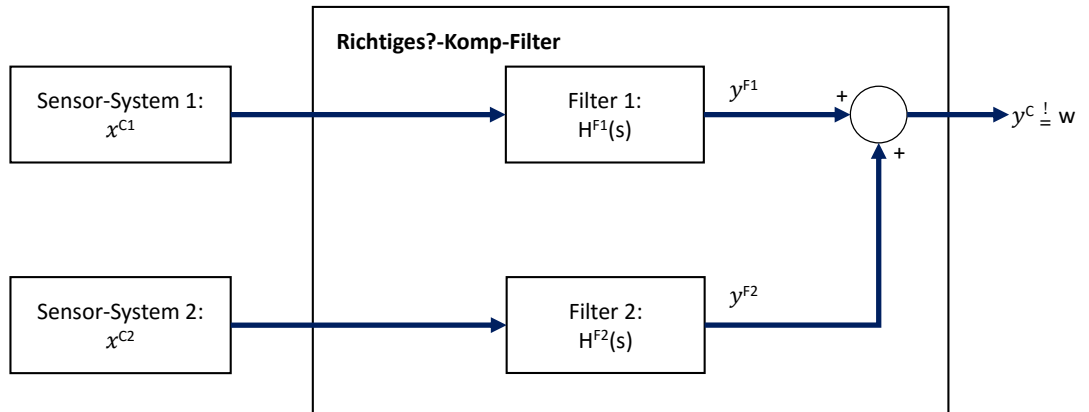 Richtiges?-Komp-Filter
Sensor-System 1:
x^C1
Filter 1:
H^F1(s)
y^F1
+
+
y^C ≝ w
Sensor-System 2:
x^C2
Filter 2:
H^F2(s)
y^F2